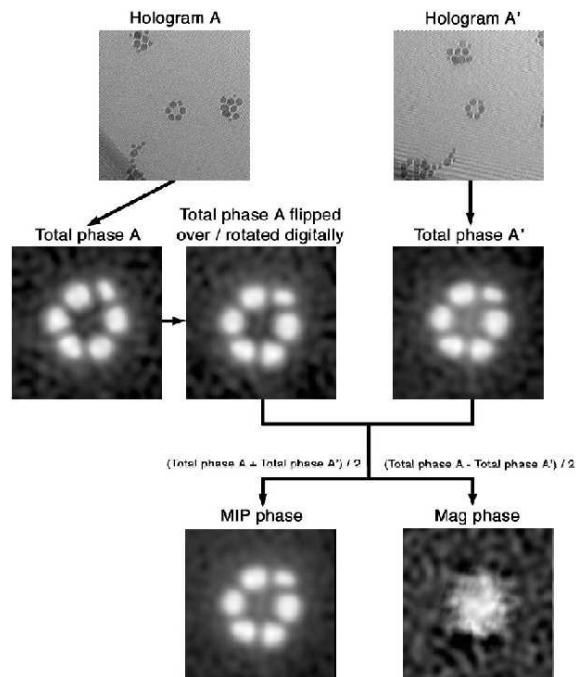 Hologram A
Hologram A'
Total phase A
Total phase A flipped
over / rotated digitally
Total phase A'
(Total phase A + Total phase A') / 2
(Total phase A - Total phase A') / 2
MIP phase
Mag phase